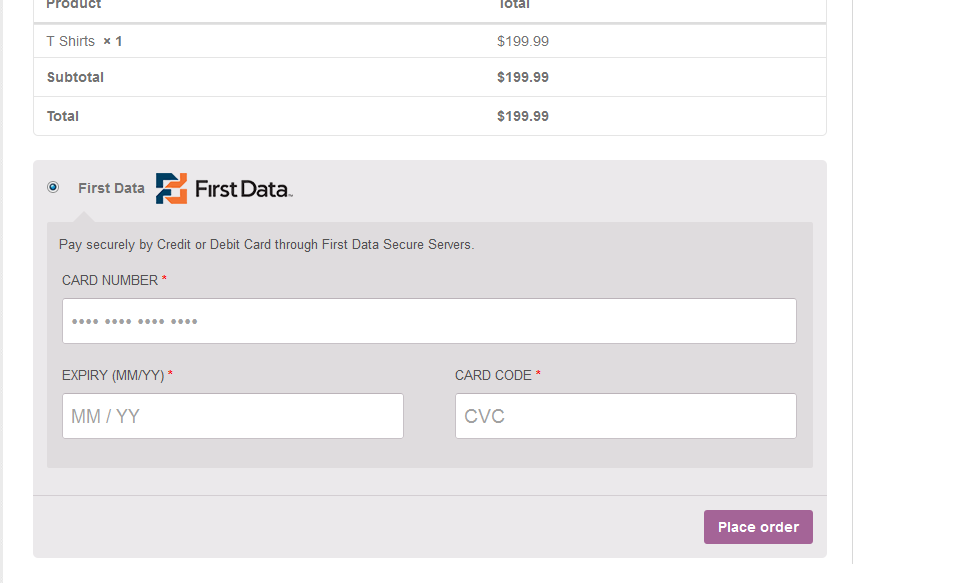 Product Total
T Shirts × 1 $199.99
Subtotal $199.99
Total $199.99
First Data First Data™
Pay securely by Credit or Debit Card through First Data Secure Servers.
CARD NUMBER *
•••• •••• •••• ••••
EXPIRY (MM/YY) * CARD CODE *
MM / YY CVC
Place order